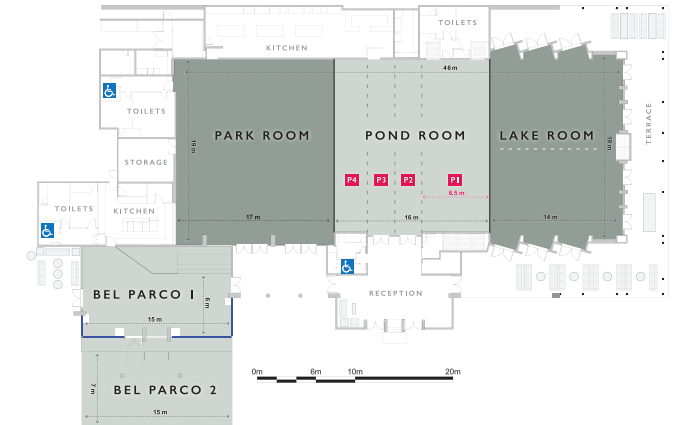 TOILETS
KITCHEN
46 m
TOILETS
TERRACE
PARK ROOM
POND ROOM
LAKE ROOM
19 m
19 m
STORAGE
P4
P3
P2
P1
6.5 m
TOILETS
KITCHEN
17 m
16 m
14 m
BEL PARCO 1
6 m
15 m
RECEPTION
0m
6m
10m
20m
BEL PARCO 2
7 m
15 m